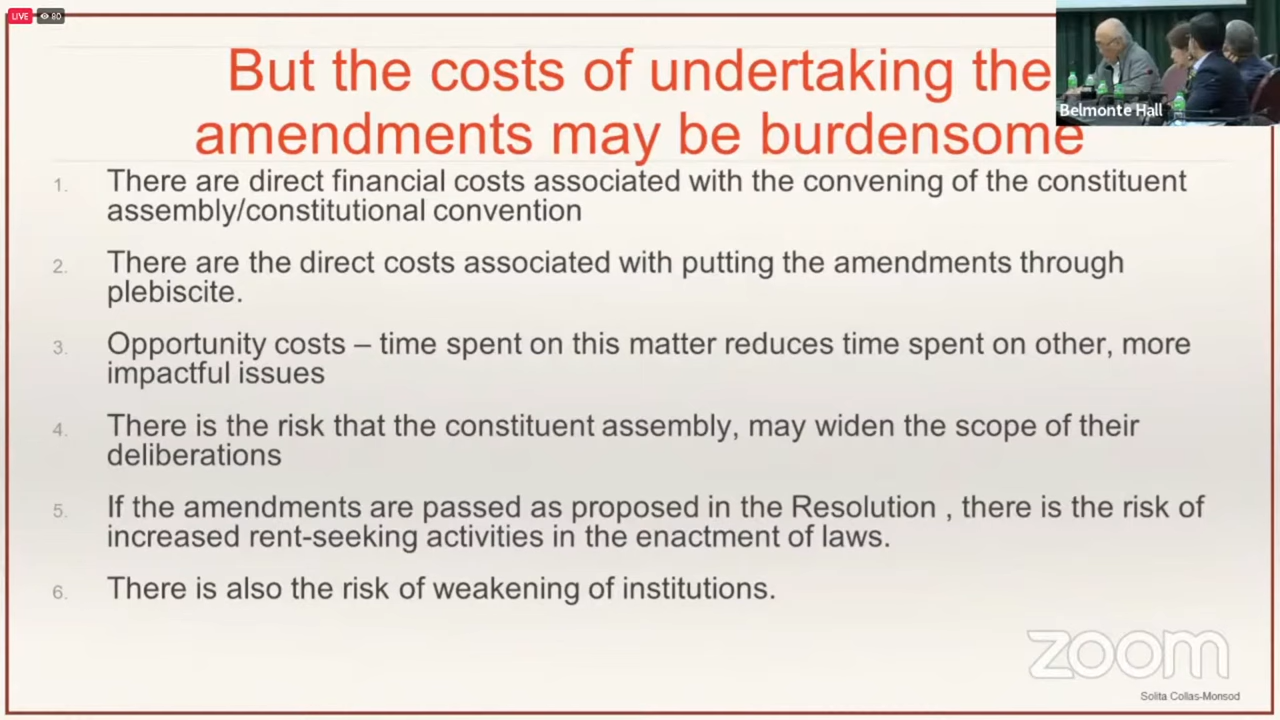 LIVE 80
But the costs of undertaking the
amendments may be burdensome
Belmonte Hall
1. There are direct financial costs associated with the convening of the constituent
assembly/constitutional convention
2. There are the direct costs associated with putting the amendments through
plebiscite.
3. Opportunity costs – time spent on this matter reduces time spent on other, more
impactful issues
4. There is the risk that the constituent assembly, may widen the scope of their
deliberations
5. If the amendments are passed as proposed in the Resolution , there is the risk of
increased rent-seeking activities in the enactment of laws.
6. There is also the risk of weakening of institutions.
zoom
Solita Collas-Monsod